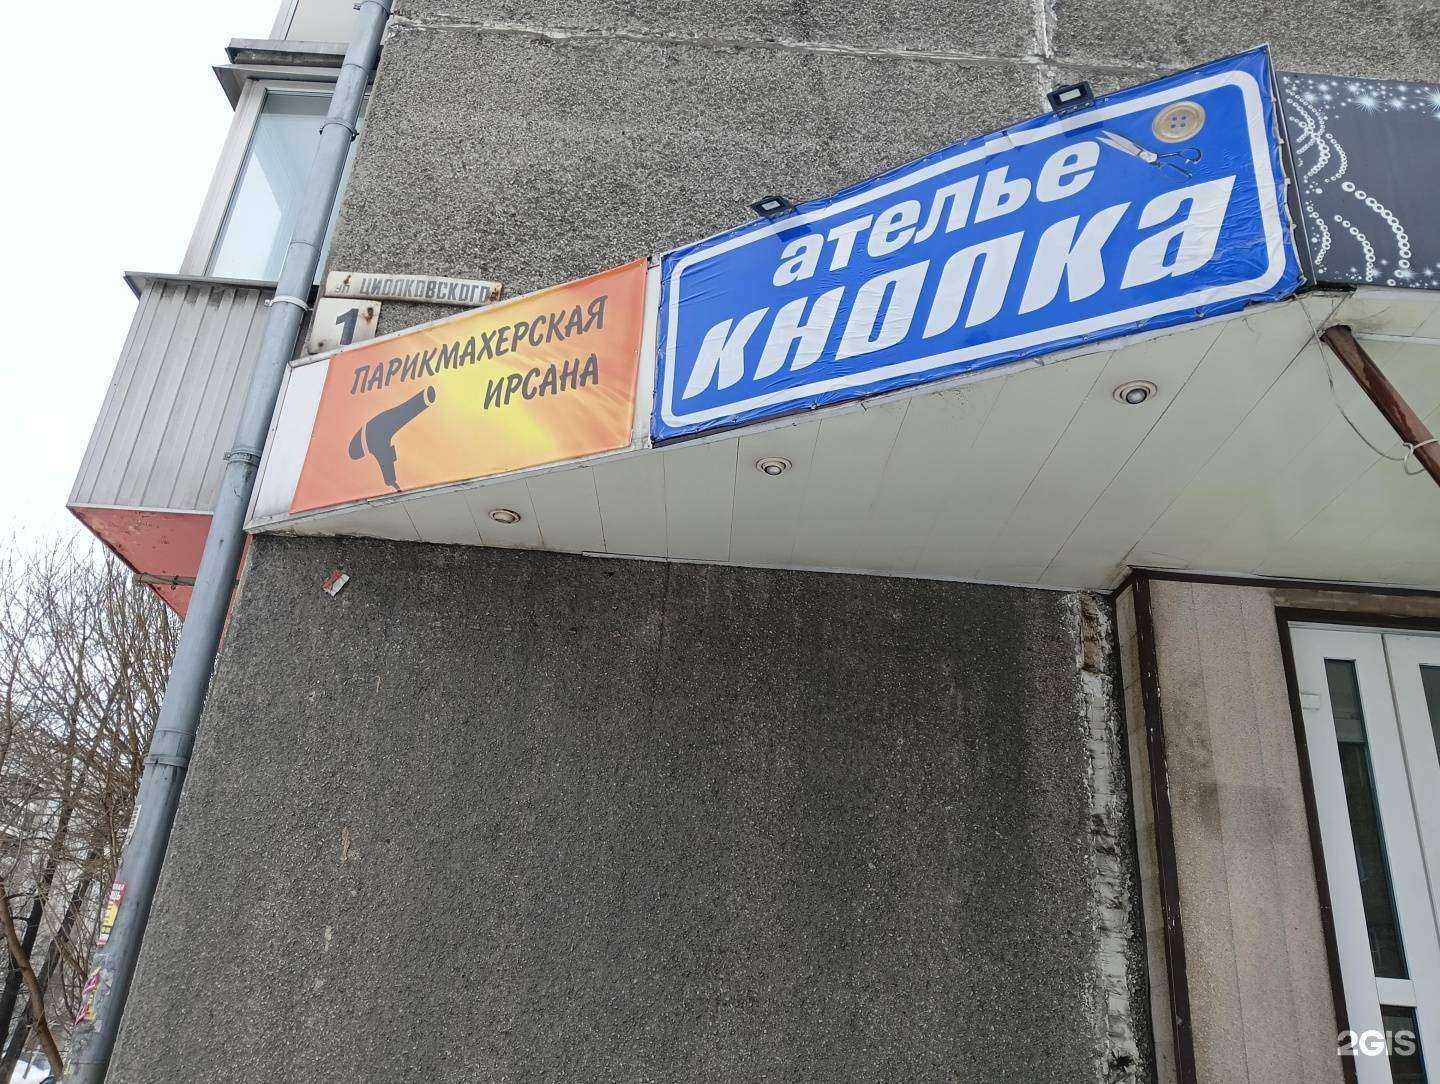 ул. ЦИОЛКОВСКОГО
1
ПАРИКМАХЕРСКАЯ
ИРСАНА
ателье
КНОПКА
2GIS